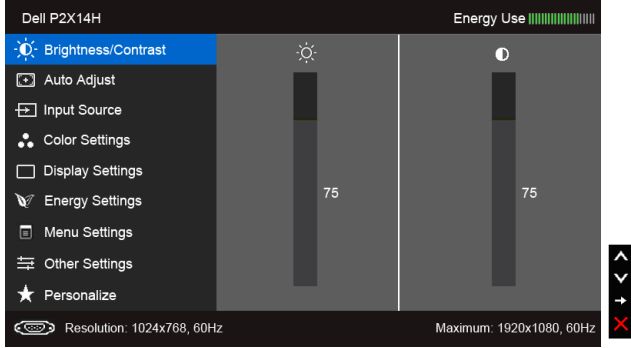 Dell P2X14H
Energy Use
Brightness/Contrast
Auto Adjust
Input Source
Color Settings
Display Settings
Energy Settings
Menu Settings
Other Settings
Personalize
75
75
Resolution: 1024x768, 60Hz
Maximum: 1920x1080, 60Hz